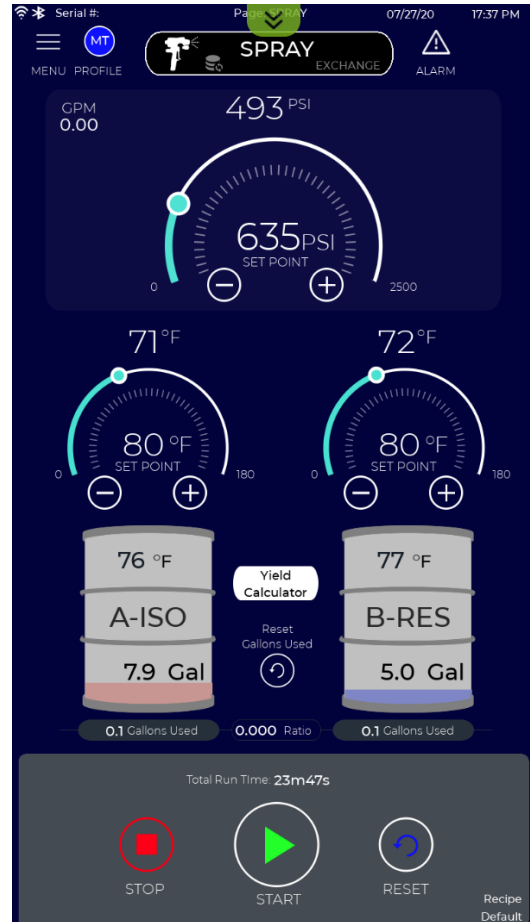 Serial #:
Page: SPRAY
07/27/20
17:37 PM
MENU
MT
PROFILE
SPRAY
EXCHANGE
ALARM
GPM
0.00
493 PSI
635PSI
SET POINT
0
2500
71°F
80 °F
SET POINT
0
180
72°F
80 °F
SET POINT
0
180
76 °F
A-ISO
7.9 Gal
Yield
Calculator
Reset
Gallons Used
77 °F
B-RES
5.0 Gal
0.1 Gallons Used
0.000 Ratio
0.1 Gallons Used
Total Run TIme: 23m47s
STOP
START
RESET
Recipe
Default